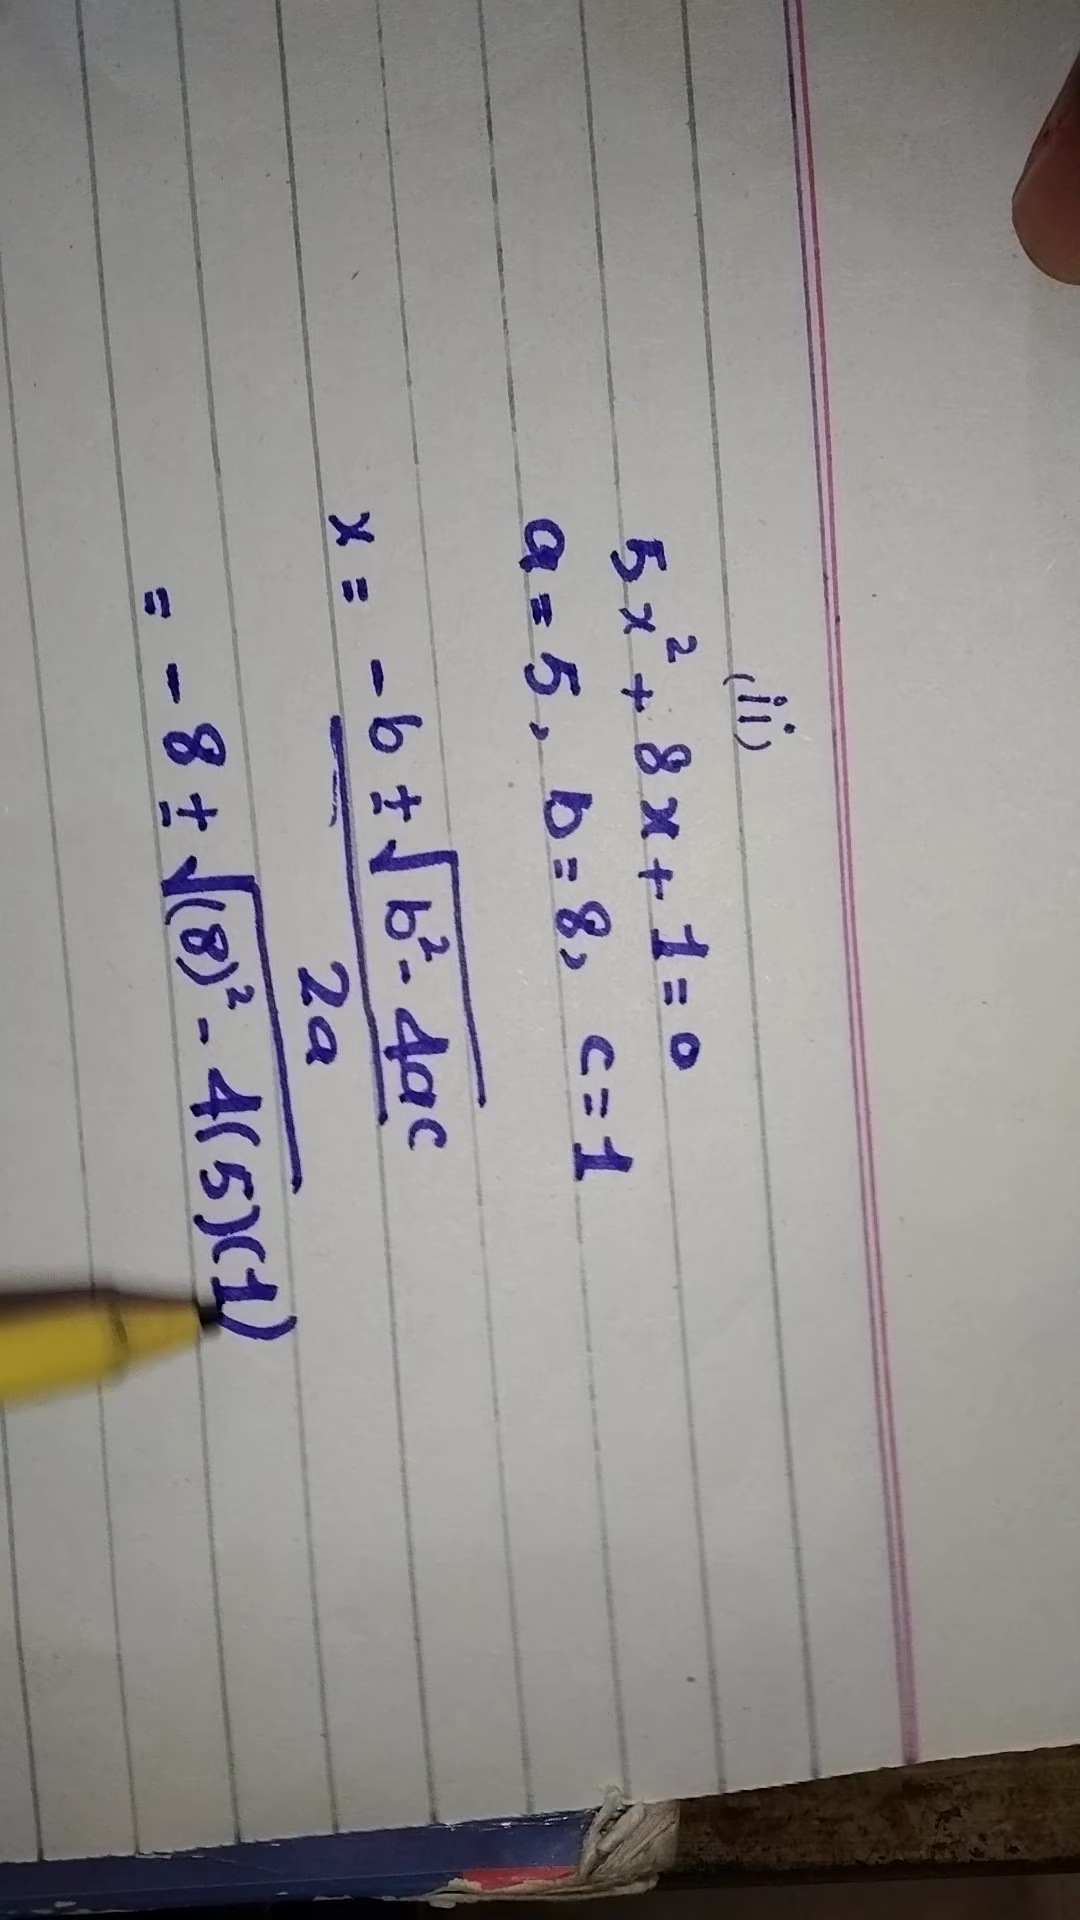 (ii)
5x² + 8x + 1 = 0
a = 5, b = 8, c = 1
x = -b ± √b² - 4ac
2a
= -8 ± √(8)² - 4(5)(1)